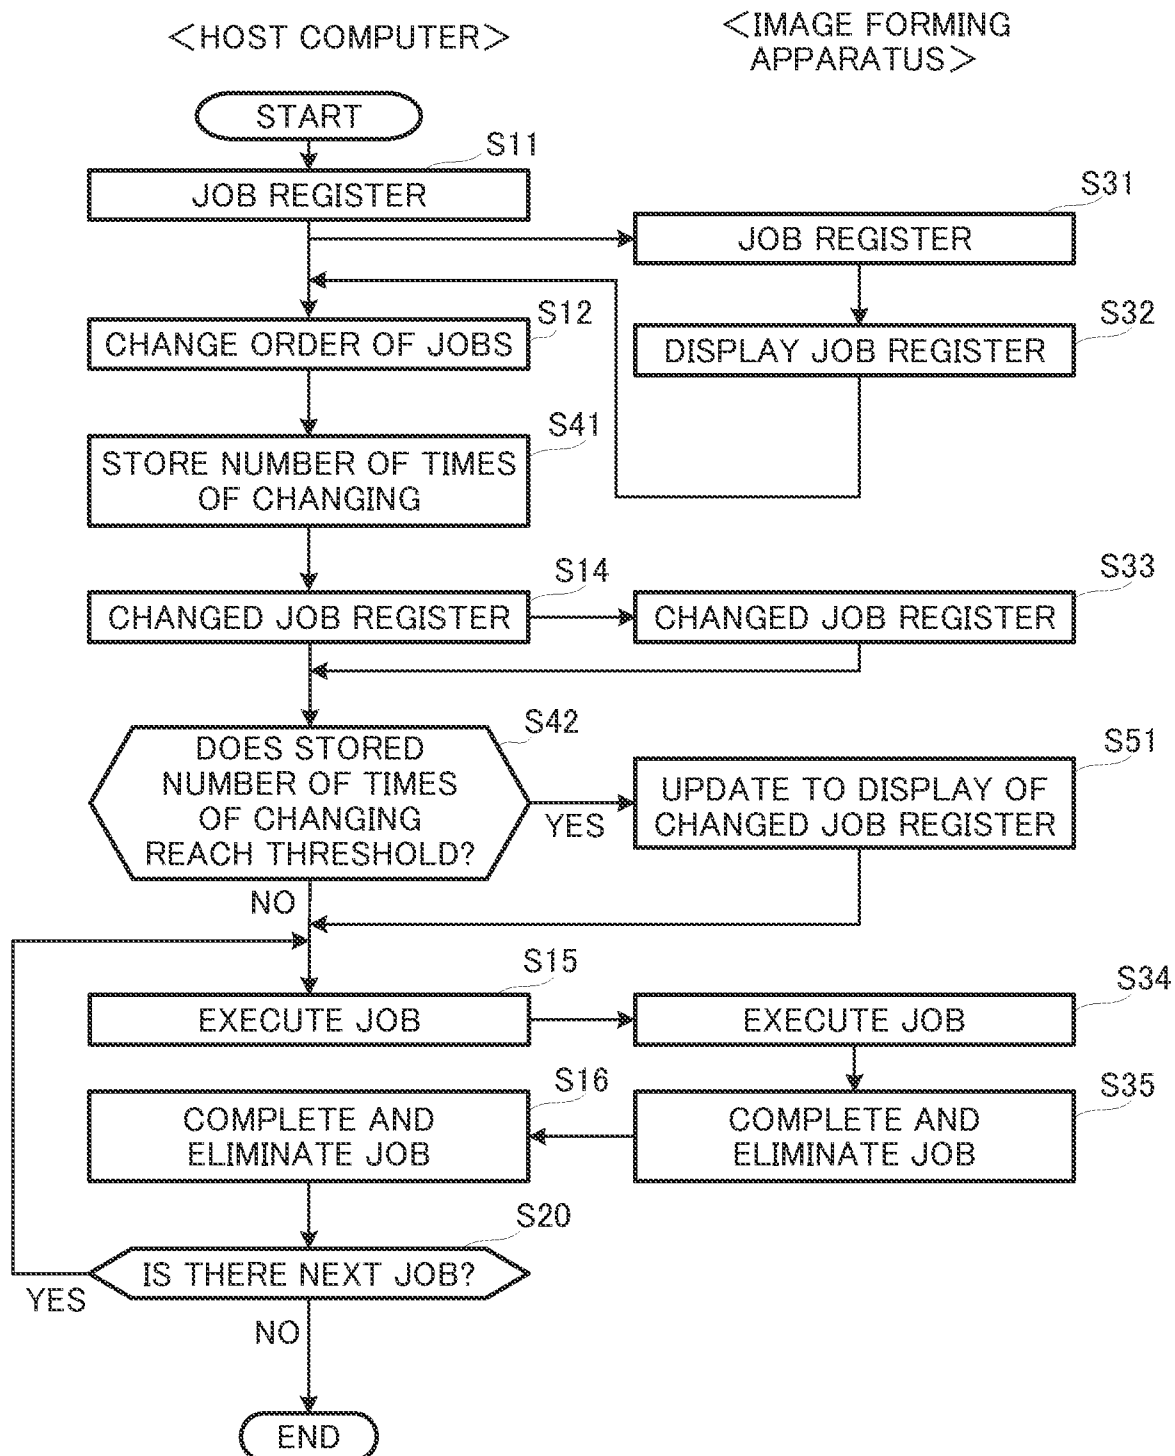 <HOST COMPUTER>
<IMAGE FORMING
APPARATUS>
START
S11
JOB REGISTER
S31
JOB REGISTER
S12
CHANGE ORDER OF JOBS
S32
DISPLAY JOB REGISTER
S41
STORE NUMBER OF TIMES
OF CHANGING
S14
CHANGED JOB REGISTER
S33
CHANGED JOB REGISTER
S42
DOES STORED
NUMBER OF TIMES
OF CHANGING
REACH THRESHOLD?
YES
NO
S51
UPDATE TO DISPLAY OF
CHANGED JOB REGISTER
S15
EXECUTE JOB
S34
EXECUTE JOB
S16
COMPLETE AND
ELIMINATE JOB
S35
COMPLETE AND
ELIMINATE JOB
S20
IS THERE NEXT JOB?
YES
NO
END